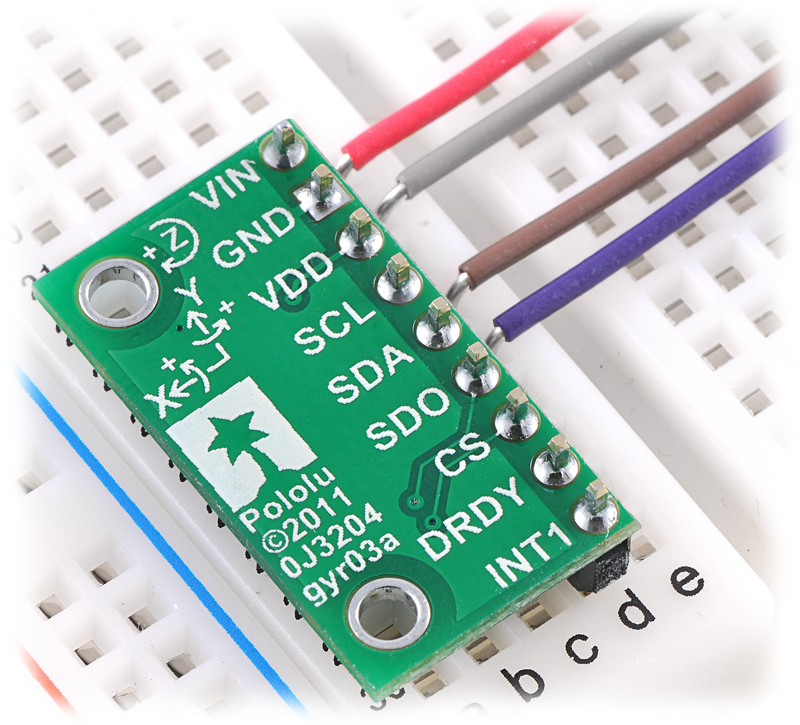 VIN
GND
VDD
SCL
SDA
SDO
CS
DRDY
INT1
+Z
Y
+
+
X
Pololu
©2011
0J3204
gyr03a
b
c
d
e